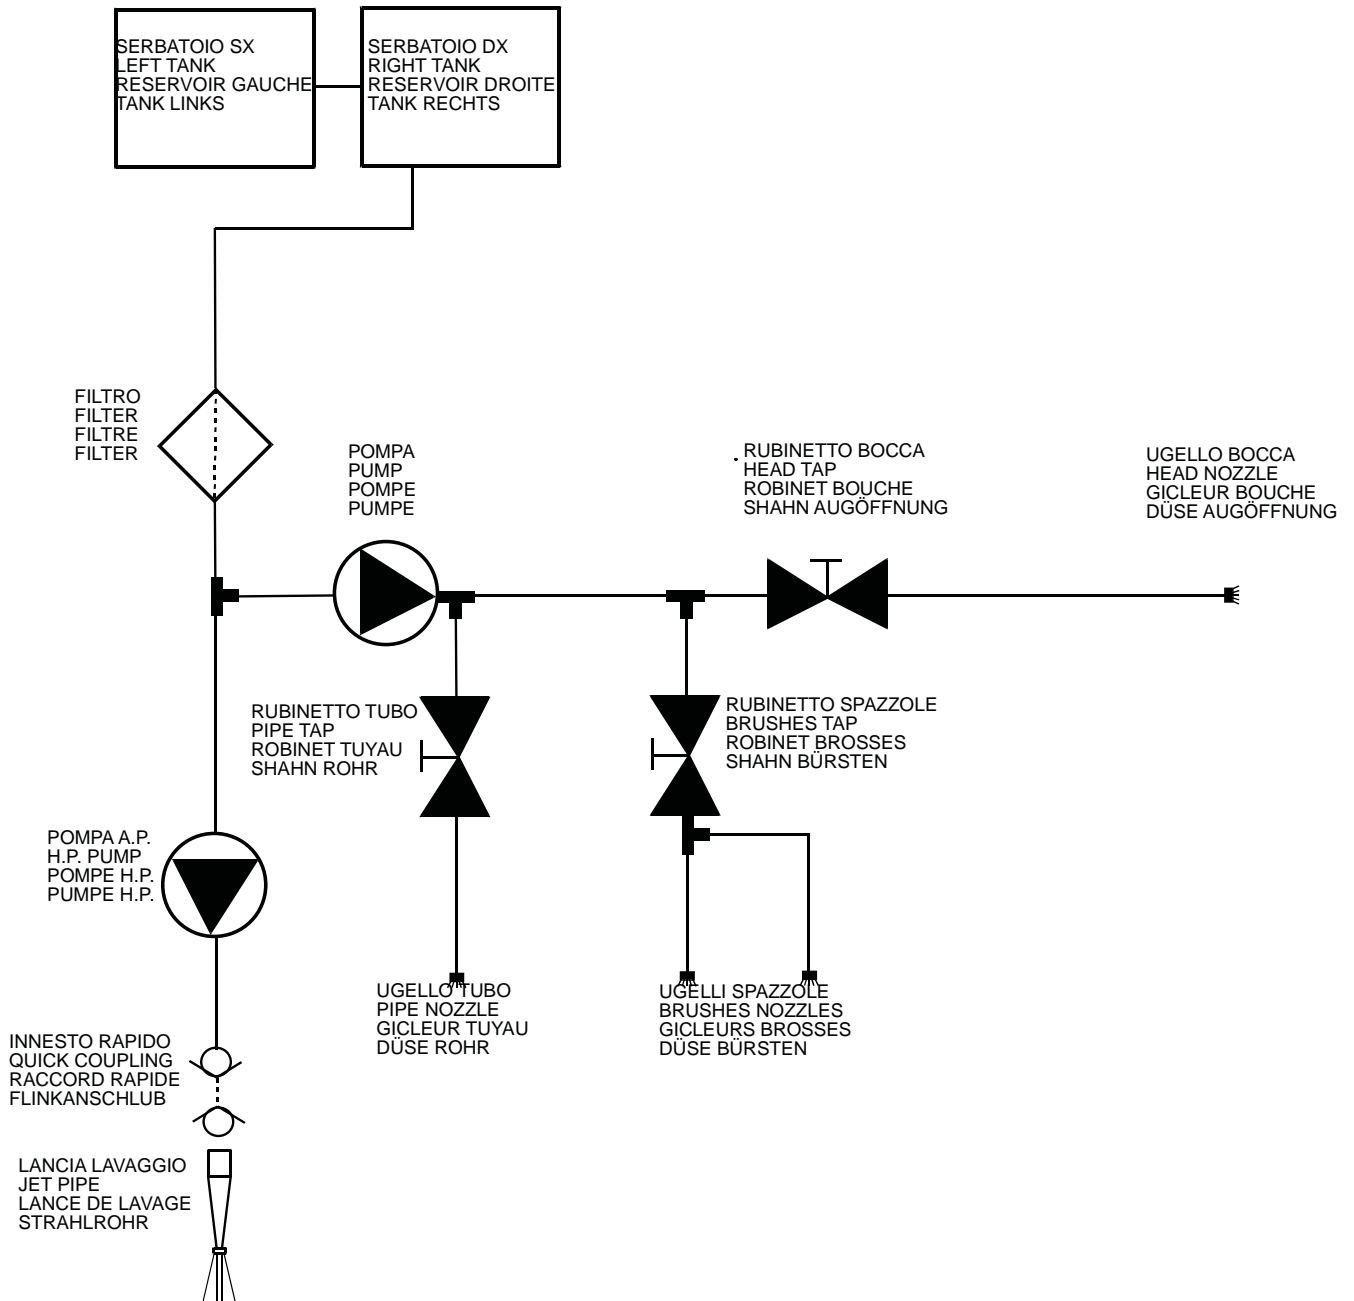 SERBATOIO SX
LEFT TANK
RESERVOIR GAUCHE
TANK LINKS
SERBATOIO DX
RIGHT TANK
RESERVOIR DROITE
TANK RECHTS
FILTRO
FILTER
FILTRE
FILTER
POMPA
PUMP
POMPE
PUMPE
RUBINETTO BOCCA
HEAD TAP
ROBINET BOUCHE
SHAHN AUGÖFFNUNG
UGELLO BOCCA
HEAD NOZZLE
GICLEUR BOUCHE
DÜSE AUGÖFFNUNG
RUBINETTO TUBO
PIPE TAP
ROBINET TUYAU
SHAHN ROHR
RUBINETTO SPAZZOLE
BRUSHES TAP
ROBINET BROSSES
SHAHN BÜRSTEN
POMPA A.P.
H.P. PUMP
POMPE H.P.
PUMPE H.P.
UGELLO TUBO
PIPE NOZZLE
GICLEUR TUYAU
DÜSE ROHR
UGELLI SPAZZOLE
BRUSHES NOZZLES
GICLEURS BROSSES
DÜSE BÜRSTEN
INNESTO RAPIDO
QUICK COUPLING
RACCORD RAPIDE
FLINKANSCHLUB
LANCIA LAVAGGIO
JET PIPE
LANCE DE LAVAGE
STRAHLROHR